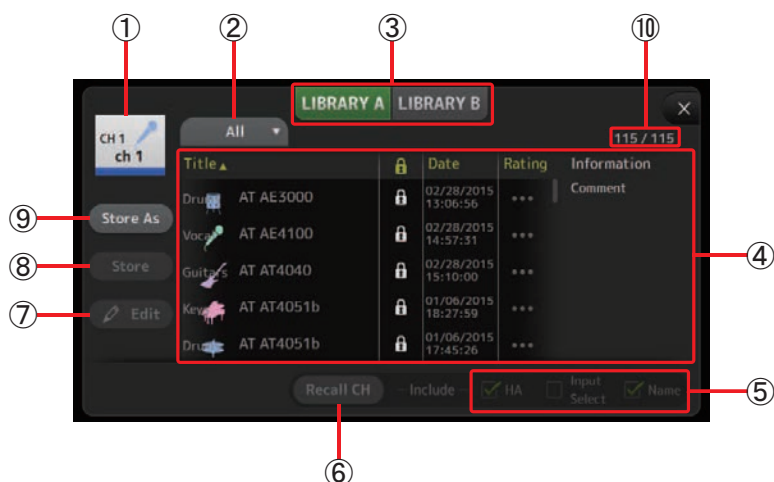 ① ② ③ ⑩
LIBRARY A LIBRARY B
×
CH 1
ch 1
All ▼
115 / 115
Title ▲ Date Rating Information
Drums AT AE3000 02/28/2015 13:06:56 ••• Comment
Vocal AT AE4100 02/28/2015 14:57:31 •••
Guitars AT AT4040 02/28/2015 15:10:00 •••
Key AT AT4051b 01/06/2015 18:27:59 •••
Drums AT AT4051b 01/06/2015 17:45:26 •••
⑨ Store As
⑧ Store
⑦ Edit
④
Recall CH – Include – HA Input Select Name
⑤
⑥